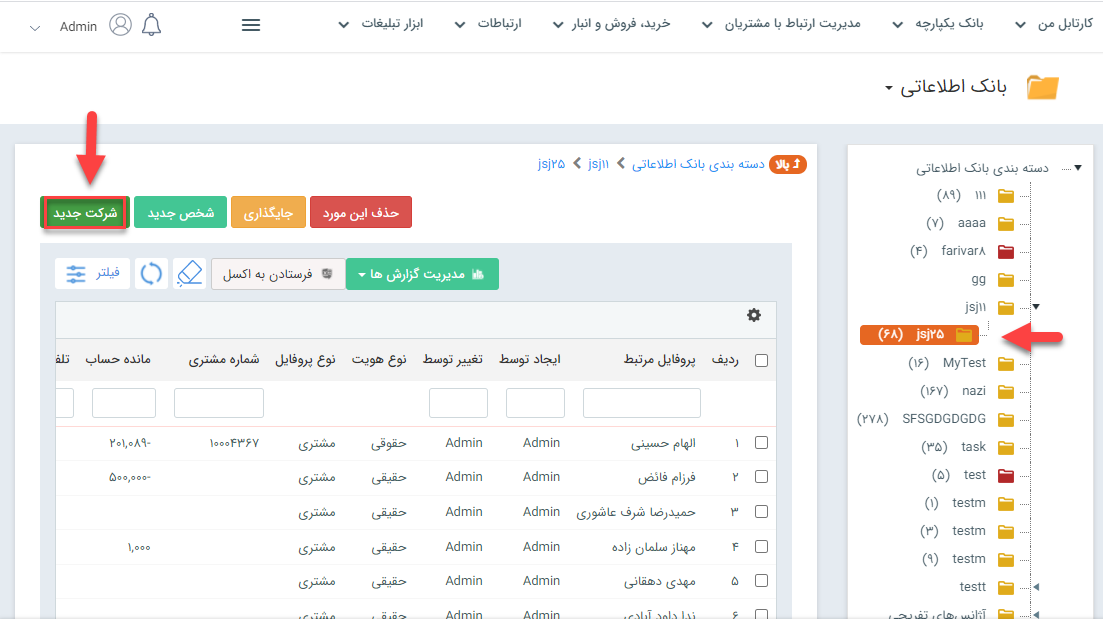 کارتابل من   بانک یکپارچه   مدیریت ارتباط با مشتریان   خرید، فروش و انبار   ارتباطات   ابزار تبلیغات   Admin
بانک اطلاعاتی
دسته بندی بانک اطلاعاتی
۱۱۱ (۸۹)
aaaa (۷)
farivar۸ (۴)
gg
jsj۱۱
jsj۲۵ (۶۸)
MyTest (۱۶)
nazi (۱۶۷)
SFSGDGDGDG (۲۷۸)
task (۳۵)
test (۵)
testm (۱)
testm (۳)
testm (۹)
testt
آژانس‌های تفریحی
بالا   دسته بندی بانک اطلاعاتی   jsj۱۱   jsj۲۵
حذف این مورد   جایگذاری   شخص جدید   شرکت جدید
مدیریت گزارش ها   فرستادن به اکسل   فیلتر
ردیف   پروفایل مرتبط   ایجاد توسط   تغییر توسط   نوع هویت   نوع پروفایل   شماره مشتری   مانده حساب   تلف
۱   الهام حسینی   Admin   Admin   حقوقی   مشتری   ۱۰۰۰۴۳۶۷   -۲۰۱,۰۸۹
۲   فرزام فائض   Admin   Admin   حقیقی   مشتری   -۵۰۰,۰۰۰
۳   حمیدرضا شرف عاشوری   Admin   Admin   حقیقی   مشتری
۴   مهناز سلمان زاده   Admin   Admin   حقیقی   مشتری   ۱,۰۰۰
۵   مهدی دهقانی   Admin   Admin   حقیقی   مشتری
۶   ندا داود آبادی   Admin   Admin   حقیقی   مشتری